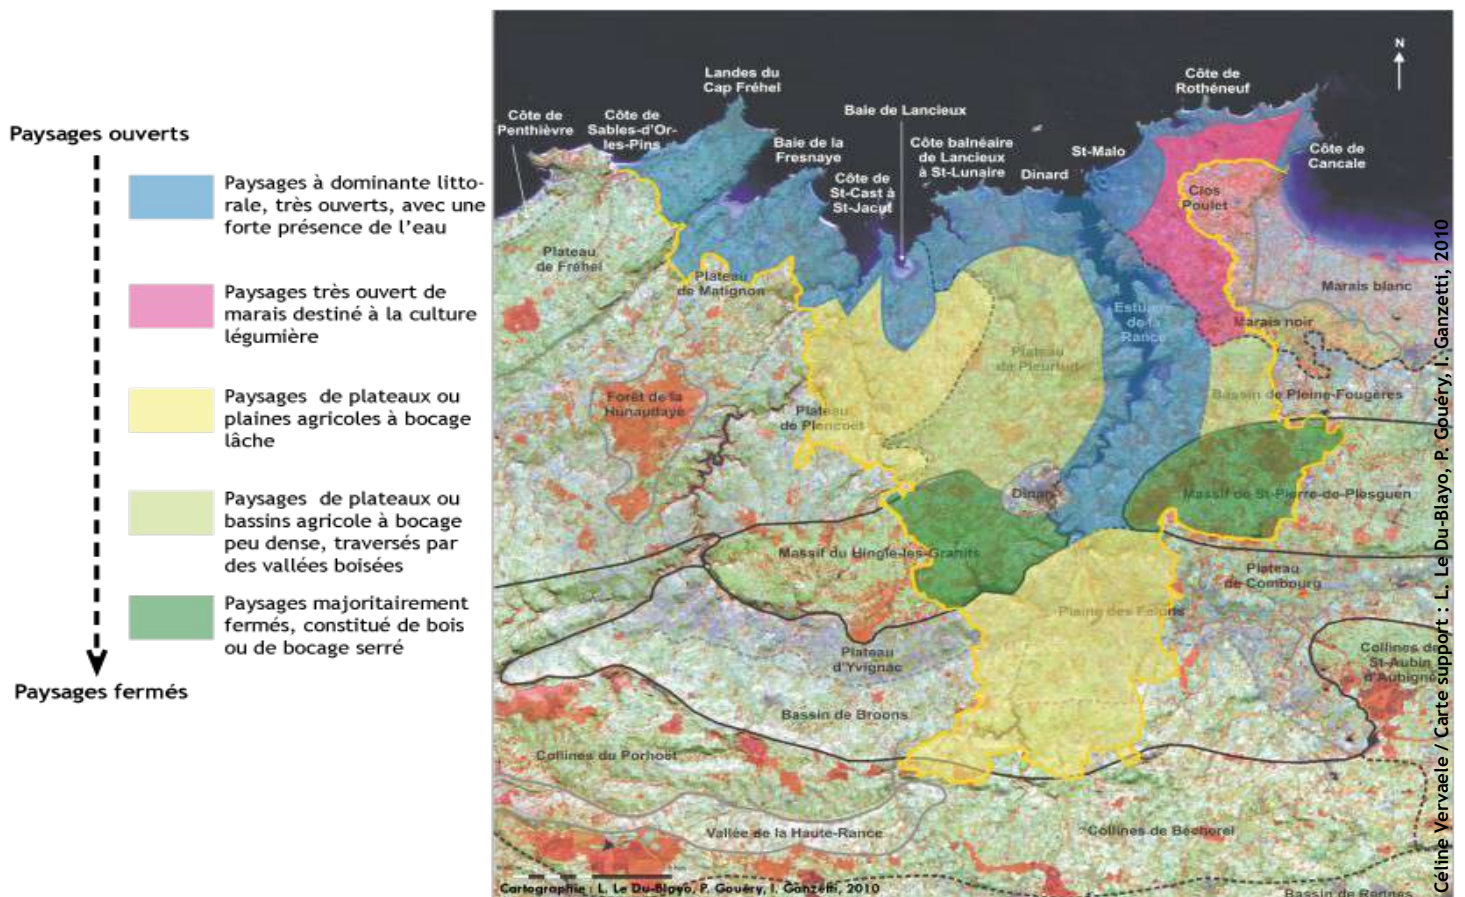 Paysages ouverts
Paysages à dominante litto-
rale, très ouverts, avec une
forte présence de l'eau
Paysages très ouvert de
marais destiné à la culture
légumière
Paysages de plateaux ou
plaines agricoles à bocage
lâche
Paysages de plateaux ou
bassins agricole à bocage
peu dense, traversés par
des vallées boisées
Paysages majoritairement
fermés, constitué de bois
ou de bocage serré
Paysages fermés
N
Landes du
Cap Fréhel
Côte de
Rothéneuf
Côte de
Penthièvre
Côte de
Sables-d'Or-
les-Pins
Baie de Lancieux
Baie de la
Fresnaye
Côte balnéaire
de Lancieux
à St-Lunaire
St-Malo
Côte de
Cancale
Côte de
St-Cast à
St-Jacut
Dinard
Clos
Poulet
Plateau
de Fréhel
Plateau
de Matignon
Marais blanc
Estuaire
de la
Rance
Marais noir
Plateau
de Pleurtuit
Forêt de la
Hunaudaye
Plateau
de Plancoët
Bassin de Pleine-Fougères
Dinan
Massif de St-Pierre-de-Plesguen
Massif du Hinglé-les-Granits
Plateau
de Combourg
Plaine des Faluns
Plateau
d'Yvignac
Collines de
St-Aubin
d'Aubigné
Bassin de Broons
Collines du Porhoët
Vallée de la Haute-Rance
Collines de Bécherel
Bassin de Rennes
Cartographie : L. Le Du-Blayo, P. Gouéry, I. Ganzetti, 2010
Céline Vervaele / Carte support : L. Le Du-Blayo, P. Gouéry, I. Ganzetti, 2010